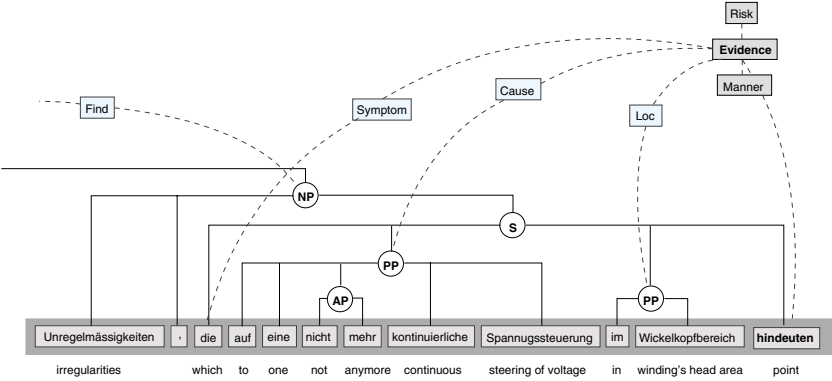 Risk
Evidence
Manner
Cause
Symptom
Find
Loc
NP
S
PP
AP
PP
Unregelmässigkeiten , die auf eine nicht mehr kontinuierliche Spannugssteuerung im Wickelkopfbereich hindeuten
irregularities which to one not anymore continuous steering of voltage in winding's head area point